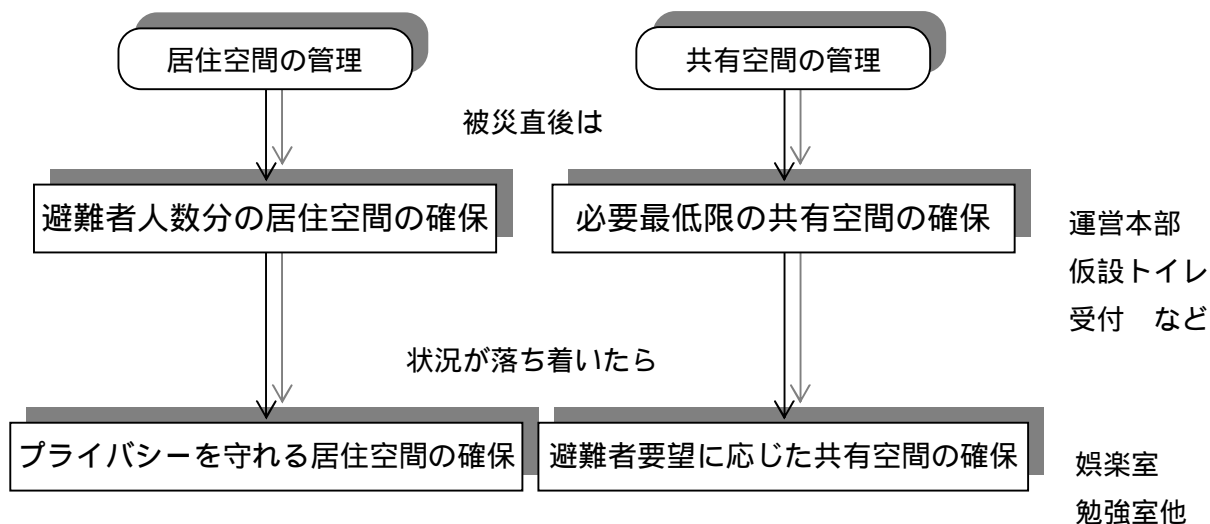 居住空間の管理
共有空間の管理
被災直後は
避難者人数分の居住空間の確保
必要最低限の共有空間の確保
運営本部
仮設トイレ
受付　など
状況が落ち着いたら
プライバシーを守れる居住空間の確保
避難者要望に応じた共有空間の確保
娯楽室
勉強室他